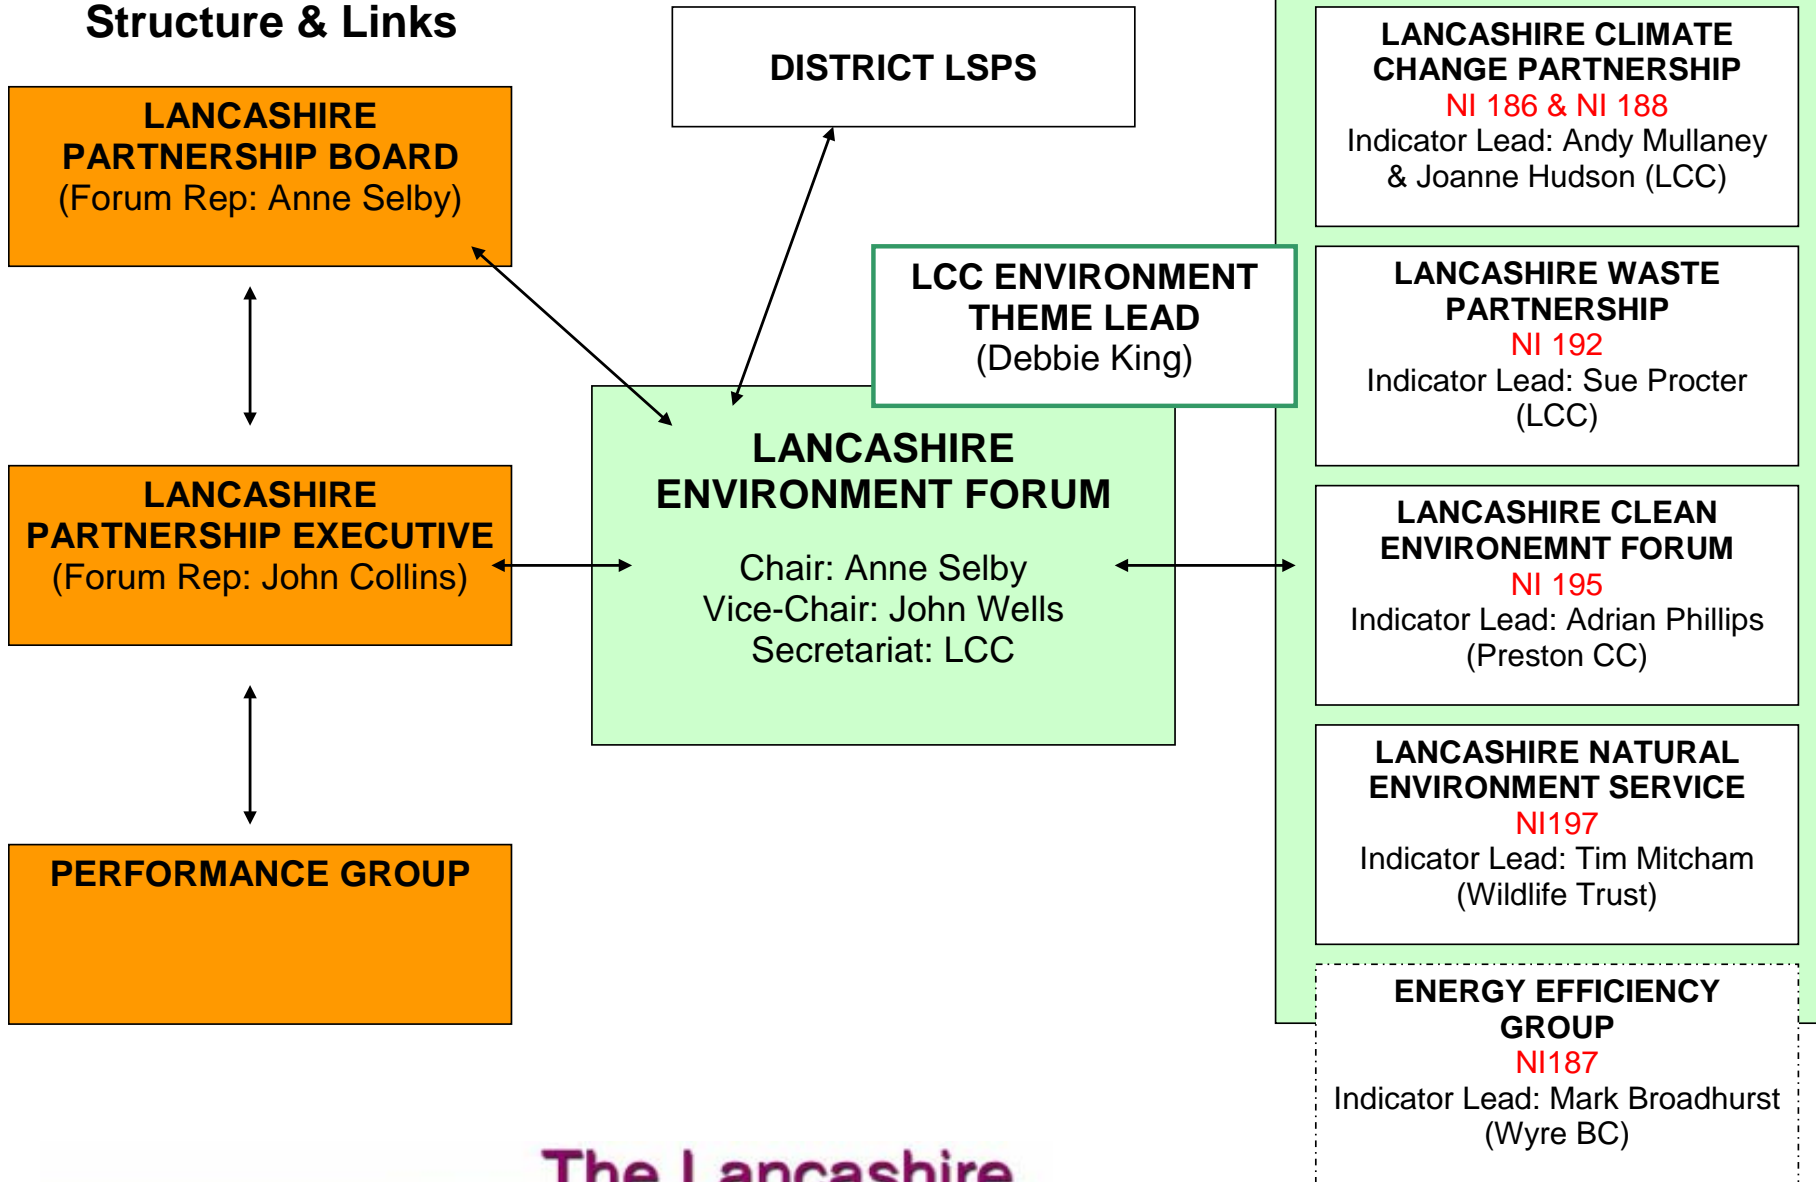 Structure & Links
LANCASHIRE
PARTNERSHIP BOARD
(Forum Rep: Anne Selby)
LANCASHIRE
PARTNERSHIP EXECUTIVE
(Forum Rep: John Collins)
PERFORMANCE GROUP
DISTRICT LSPS
LCC ENVIRONMENT
THEME LEAD
(Debbie King)
LANCASHIRE
ENVIRONMENT FORUM
Chair: Anne Selby
Vice-Chair: John Wells
Secretariat: LCC
LANCASHIRE CLIMATE
CHANGE PARTNERSHIP
NI 186 & NI 188
Indicator Lead: Andy Mullaney
& Joanne Hudson (LCC)
LANCASHIRE WASTE
PARTNERSHIP
NI 192
Indicator Lead: Sue Procter
(LCC)
LANCASHIRE CLEAN
ENVIRONEMNT FORUM
NI 195
Indicator Lead: Adrian Phillips
(Preston CC)
LANCASHIRE NATURAL
ENVIRONMENT SERVICE
NI197
Indicator Lead: Tim Mitcham
(Wildlife Trust)
ENERGY EFFICIENCY
GROUP
NI187
Indicator Lead: Mark Broadhurst
(Wyre BC)
The Lancashire